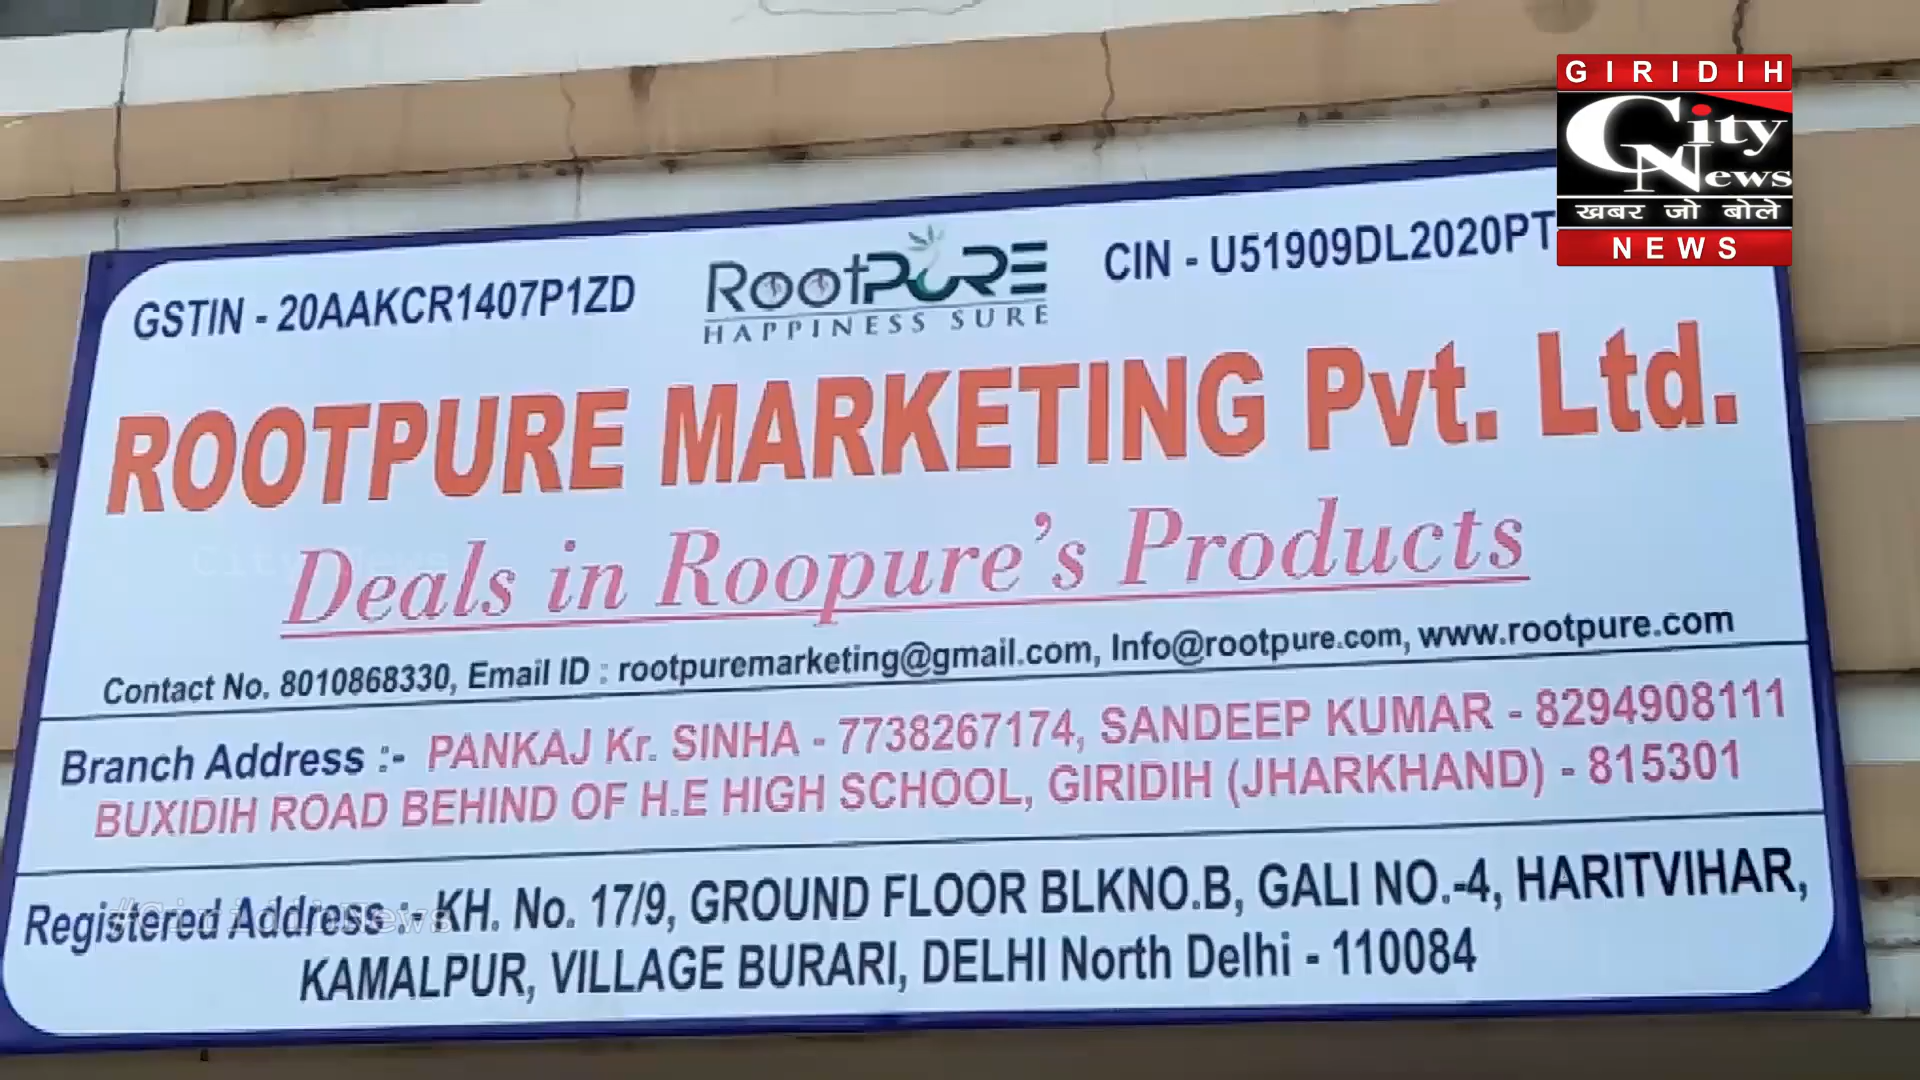 GIRIDIH
City News
खबर जो बोले
NEWS
GSTIN - 20AAKCR1407P1ZD
RootPURE
HAPPINESS SURE
CIN - U51909DL2020PT
ROOTPURE MARKETING Pvt. Ltd.
Deals in Roopure's Products
City News
Contact No. 8010868330, Email ID : rootpuremarketing@gmail.com, Info@rootpure.com, www.rootpure.com
Branch Address :- PANKAJ Kr. SINHA - 7738267174, SANDEEP KUMAR - 8294908111
BUXIDIH ROAD BEHIND OF H.E HIGH SCHOOL, GIRIDIH (JHARKHAND) - 815301
Registered Address :- KH. No. 17/9, GROUND FLOOR BLKNO.B, GALI NO.-4, HARITVIHAR,
#GiridihNews
KAMALPUR, VILLAGE BURARI, DELHI North Delhi - 110084